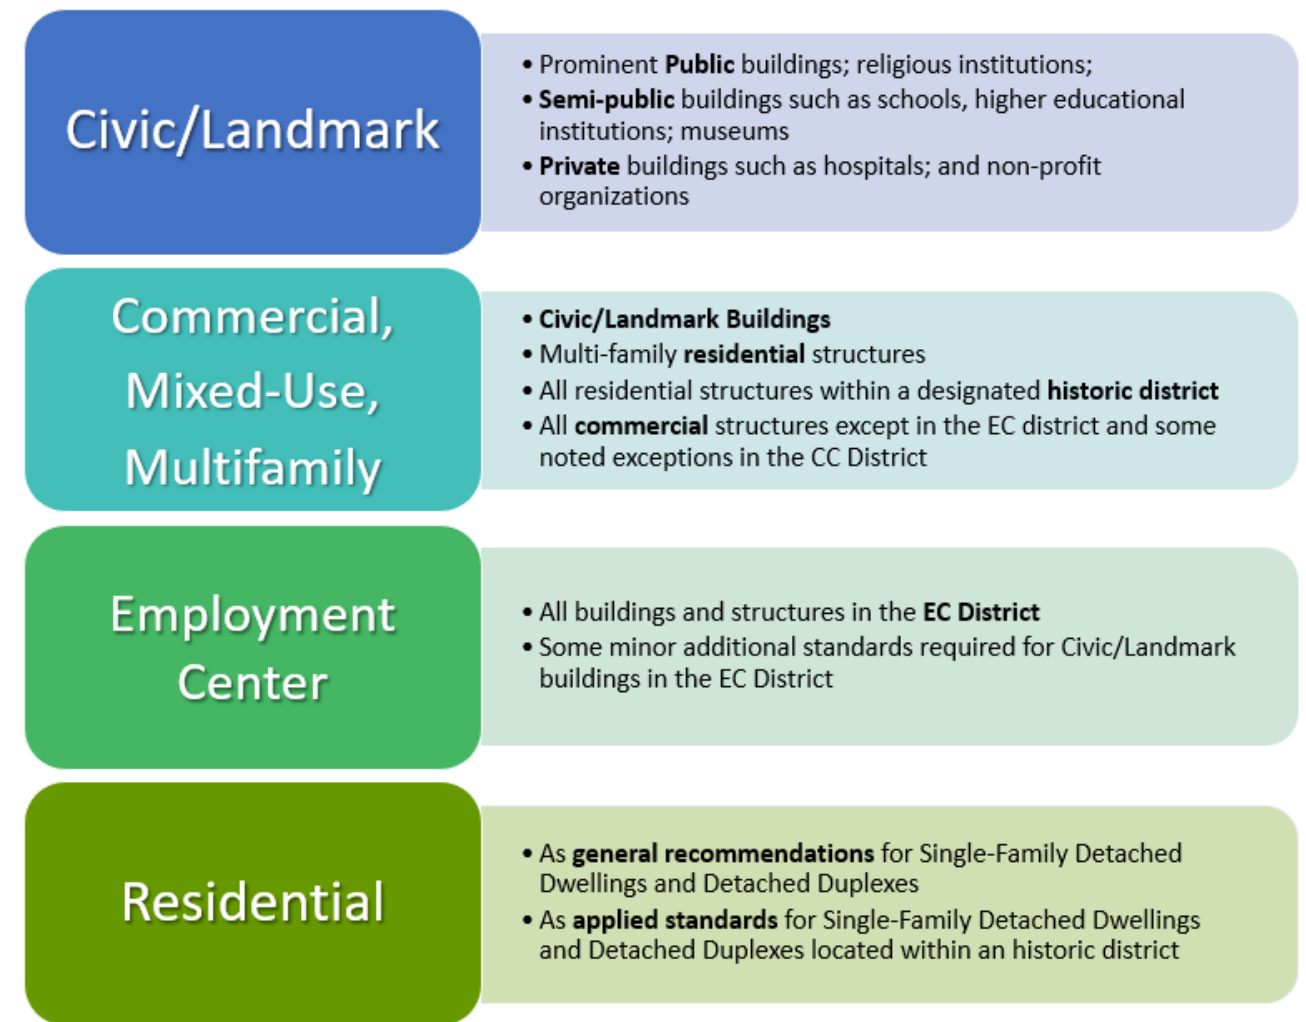 Civic/Landmark
• Prominent Public buildings; religious institutions;
• Semi-public buildings such as schools, higher educational
institutions; museums
• Private buildings such as hospitals; and non-profit
organizations
Commercial,
Mixed-Use,
Multifamily
• Civic/Landmark Buildings
• Multi-family residential structures
• All residential structures within a designated historic district
• All commercial structures except in the EC district and some
noted exceptions in the CC District
Employment
Center
• All buildings and structures in the EC District
• Some minor additional standards required for Civic/Landmark
buildings in the EC District
Residential
• As general recommendations for Single-Family Detached
Dwellings and Detached Duplexes
• As applied standards for Single-Family Detached Dwellings
and Detached Duplexes located within an historic district